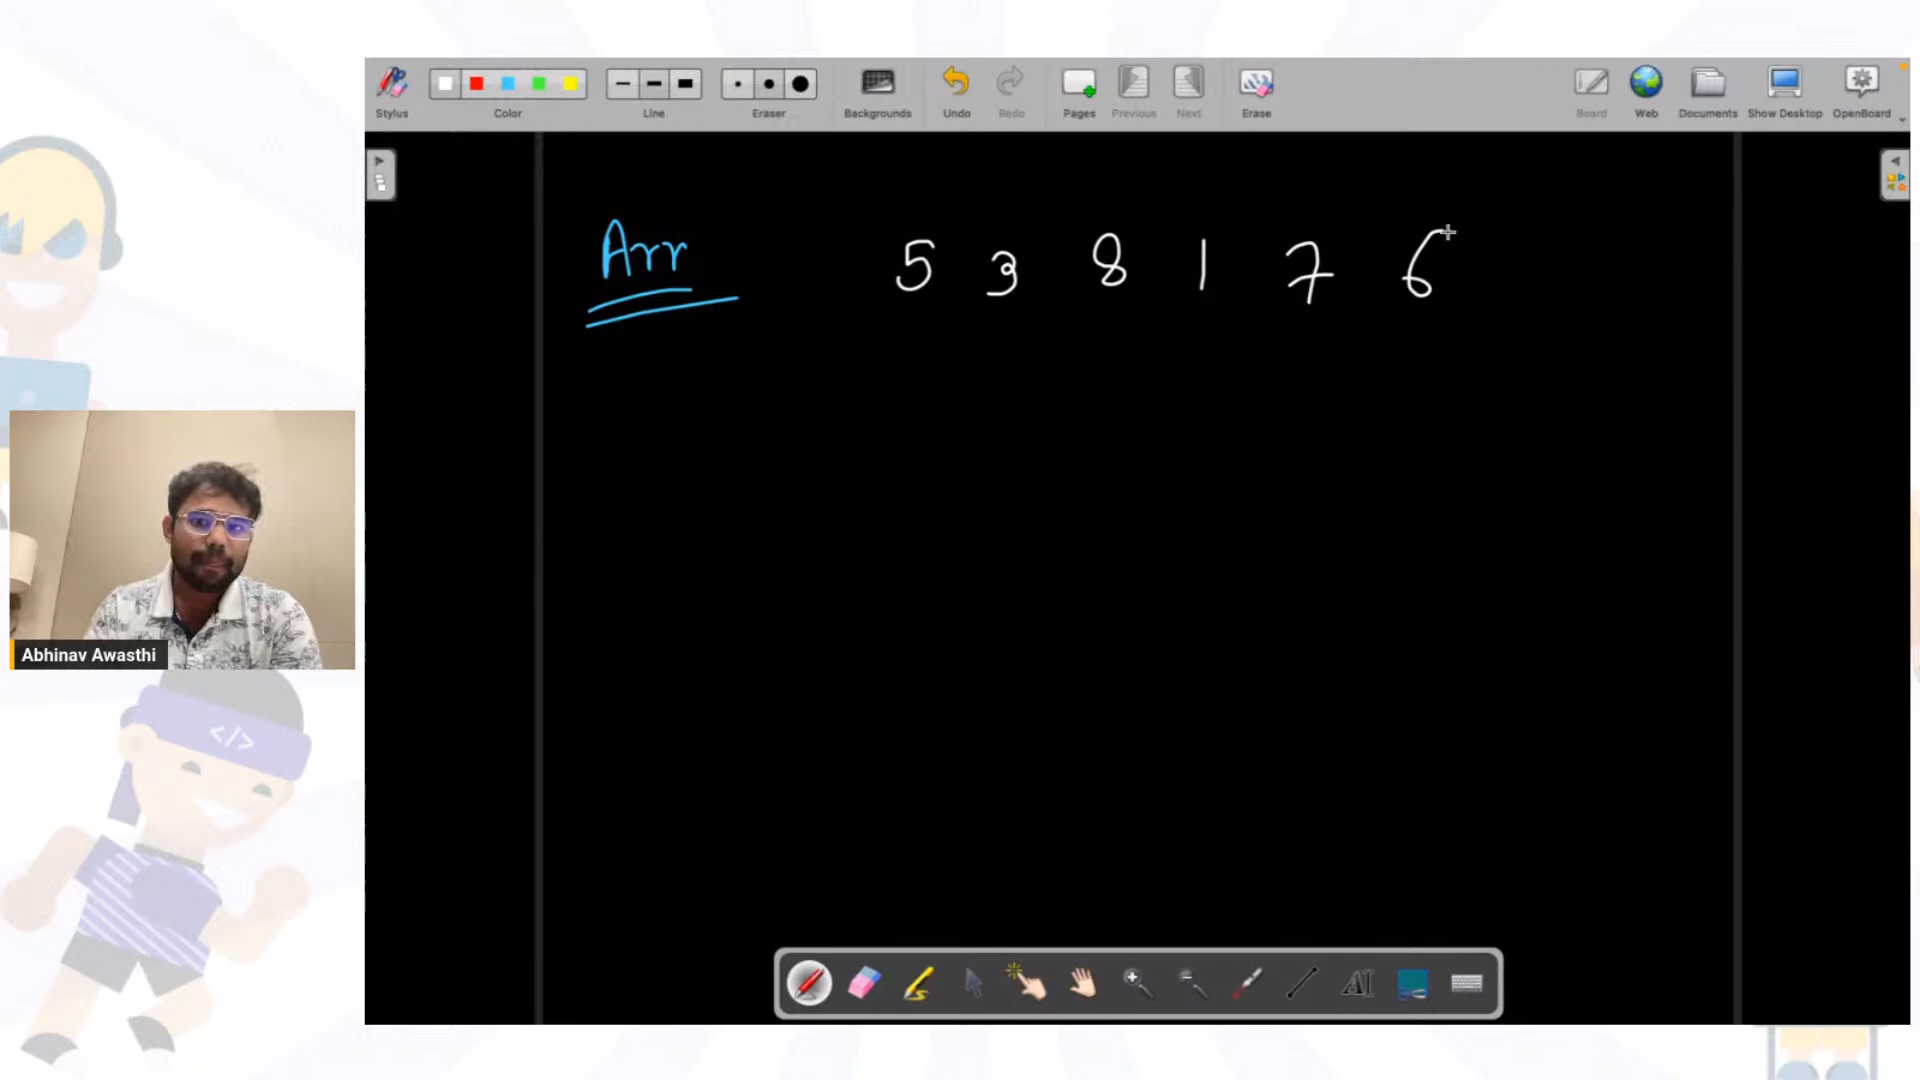 Stylus Color Line Eraser Backgrounds Undo Redo Pages Previous Next Erase Board Web Documents Show Desktop OpenBoard
Arr 5 3 8 1 7 6
Abhinav Awasthi
</>
AI